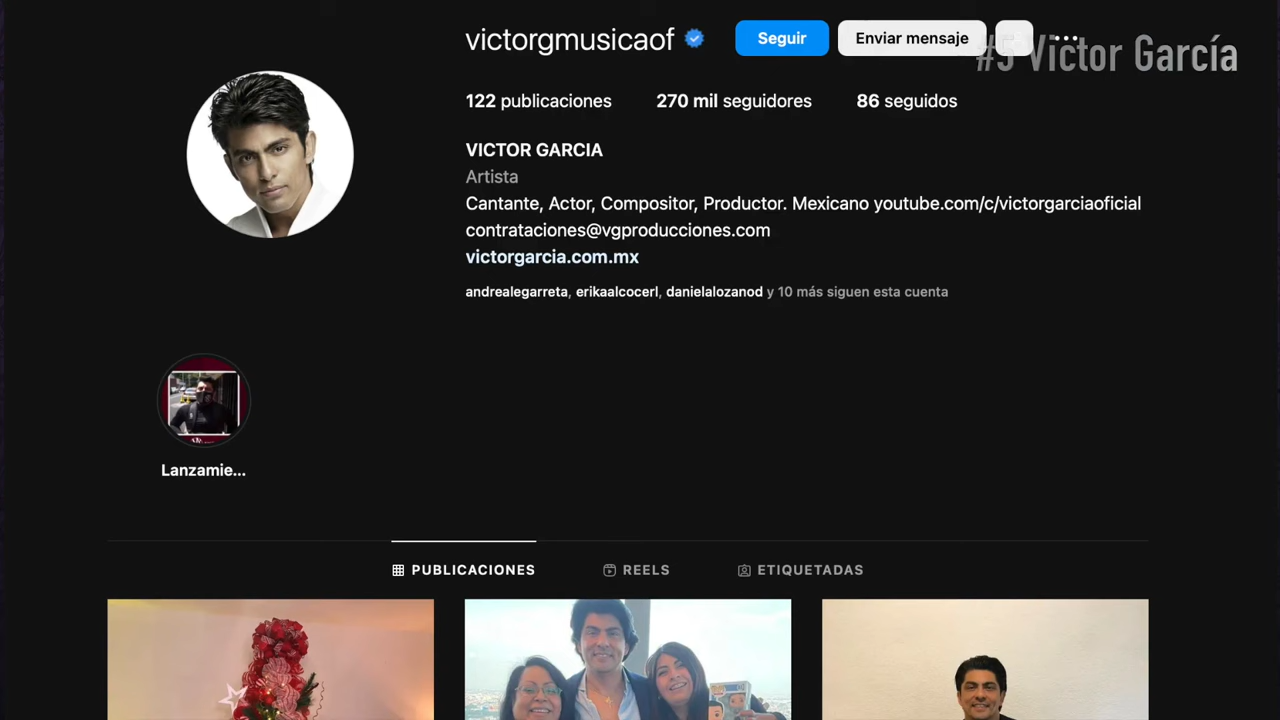 victorgmusicaof
Seguir
Enviar mensaje
#5 Victor García
122 publicaciones
270 mil seguidores
86 seguidos
VICTOR GARCIA
Artista
Cantante, Actor, Compositor, Productor. Mexicano youtube.com/c/victorgarciaoficial
contrataciones@vgproducciones.com
victorgarcia.com.mx
andrealegarreta, erikaalcocerl, danielalozanod y 10 más siguen esta cuenta
Lanzamie...
PUBLICACIONES
REELS
ETIQUETADAS